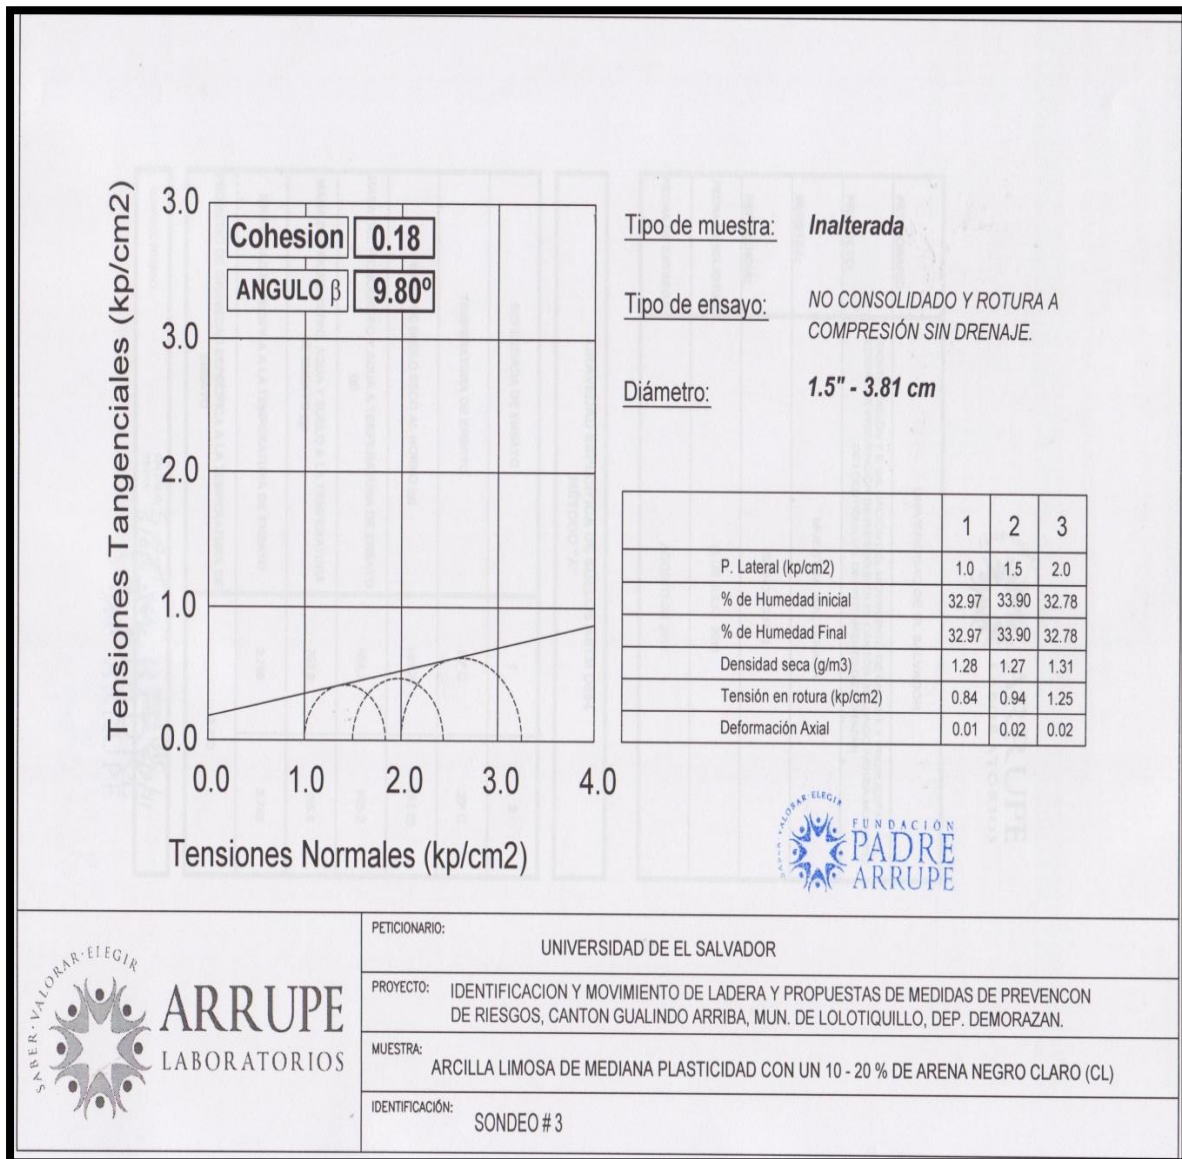 Tensiones Tangenciales (kp/cm2)
3.0
3.0
2.0
1.0
0.0
Cohesion 0.18
ANGULO β 9.80º
0.0 1.0 2.0 3.0 4.0
Tensiones Normales (kp/cm2)
Tipo de muestra: Inalterada
Tipo de ensayo: NO CONSOLIDADO Y ROTURA A
COMPRESIÓN SIN DRENAJE.
Diámetro: 1.5" - 3.81 cm
1 2 3
P. Lateral (kp/cm2) 1.0 1.5 2.0
% de Humedad inicial 32.97 33.90 32.78
% de Humedad Final 32.97 33.90 32.78
Densidad seca (g/m3) 1.28 1.27 1.31
Tensión en rotura (kp/cm2) 0.84 0.94 1.25
Deformación Axial 0.01 0.02 0.02
SABER·VALORAR·ELEGIR
FUNDACIÓN
PADRE
ARRUPE
SABER·VALORAR·ELEGIR
ARRUPE
LABORATORIOS
PETICIONARIO:
UNIVERSIDAD DE EL SALVADOR
PROYECTO: IDENTIFICACION Y MOVIMIENTO DE LADERA Y PROPUESTAS DE MEDIDAS DE PREVENCON
DE RIESGOS, CANTON GUALINDO ARRIBA, MUN. DE LOLOTIQUILLO, DEP. DEMORAZAN.
MUESTRA:
ARCILLA LIMOSA DE MEDIANA PLASTICIDAD CON UN 10 - 20 % DE ARENA NEGRO CLARO (CL)
IDENTIFICACIÓN:
SONDEO # 3